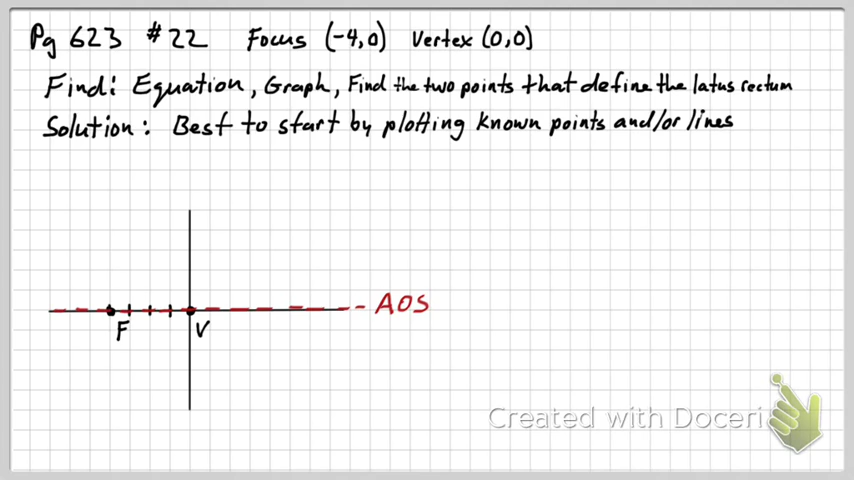 Pg 623 #22 Focus (-4,0) Vertex (0,0)
Find: Equation, Graph, Find the two points that define the latus rectum
Solution: Best to start by plotting known points and/or lines
AOS
F V
Created with Doceri